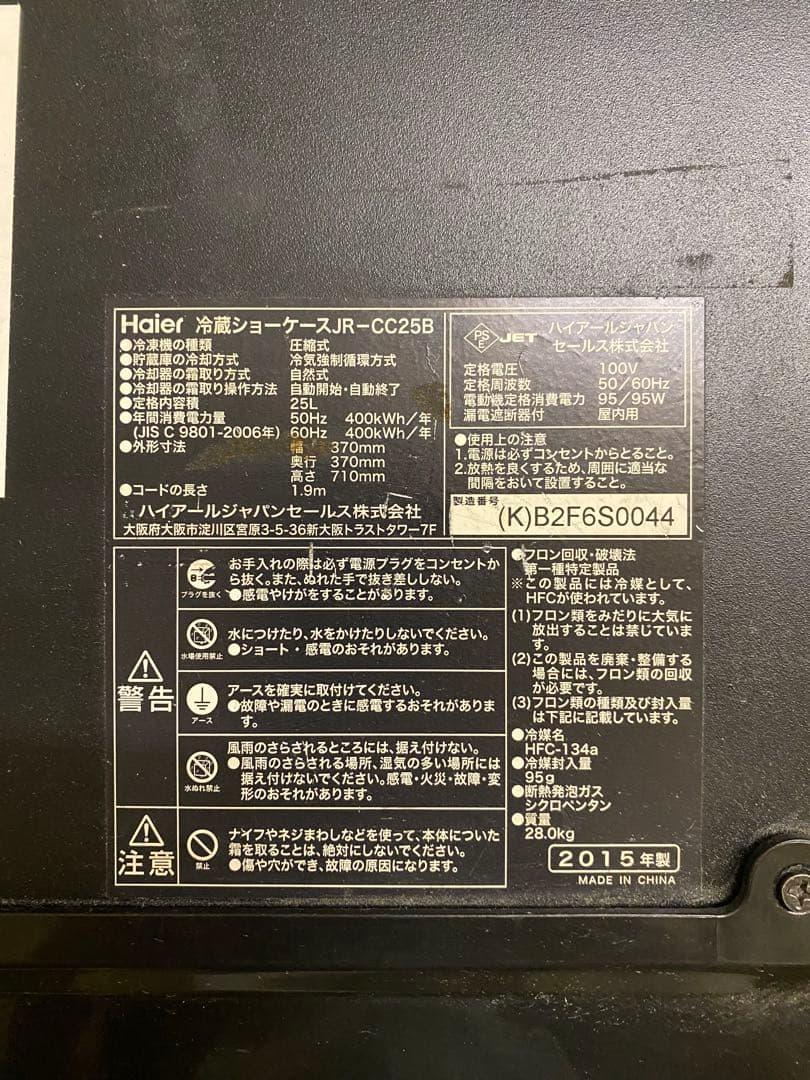 Haier 冷蔵ショーケースJR-CC25B
●冷凍機の種類 圧縮式
●貯蔵庫の冷却方式 冷気強制循環方式
●冷却器の霜取り方式 自然式
●冷却器の霜取り操作方法 自動開始・自動終了
●定格内容積 25L
●年間消費電力量 50Hz 400kWh/年
(JIS C 9801-2006年) 60Hz 400kWh/年
●外形寸法 幅 370mm
奥行 370mm
高さ 710mm
●コードの長さ 1.9m
ハイアールジャパンセールス株式会社
大阪府大阪市淀川区宮原3-5-36新大阪トラストタワー7F
PS
E
JET
ハイアールジャパン
セールス株式会社
定格電圧 100V
定格周波数 50/60Hz
電動機定格消費電力 95/95W
漏電遮断器付 屋内用
●使用上の注意
1.電源は必ずコンセントからとること。
2.放熱を良くするため、周囲に適当な
間隔をおいて設置すること。
製造番号
(K)B2F6S0044
警告
プラグを抜く
お手入れの際は必ず電源プラグをコンセントか
ら抜く。また、ぬれた手で抜き差ししない。
●感電やけがをすることがあります。
水場使用禁止
水につけたり、水をかけたりしないでください。
●ショート・感電のおそれがあります。
アース
アースを確実に取付けてください。
●故障や漏電のときに感電するおそれがありま
す。
水ぬれ禁止
風雨のさらされるところには、据え付けない。
●風雨のさらされる場所、湿気の多い場所には
据え付けないでください。感電・火災・故障・変
形のおそれがあります。
注意
禁止
ナイフやネジまわしなどを使って、本体についた
霜を取ることは、絶対にしないでください。
●傷や穴ができ、故障の原因になります。
●フロン回収・破壊法
第一種特定製品
※この製品には冷媒として、
HFCが使われています。
(1)フロン類をみだりに大気に
放出することは禁じていま
す。
(2)この製品を廃棄・整備する
場合には、フロン類の回収
が必要です。
(3)フロン類の種類及び封入量
は下記に記載しています。
●冷媒名
HFC-134a
●冷媒封入量
95g
●断熱発泡ガス
シクロペンタン
●質量
28.0kg
2015年製
MADE IN CHINA